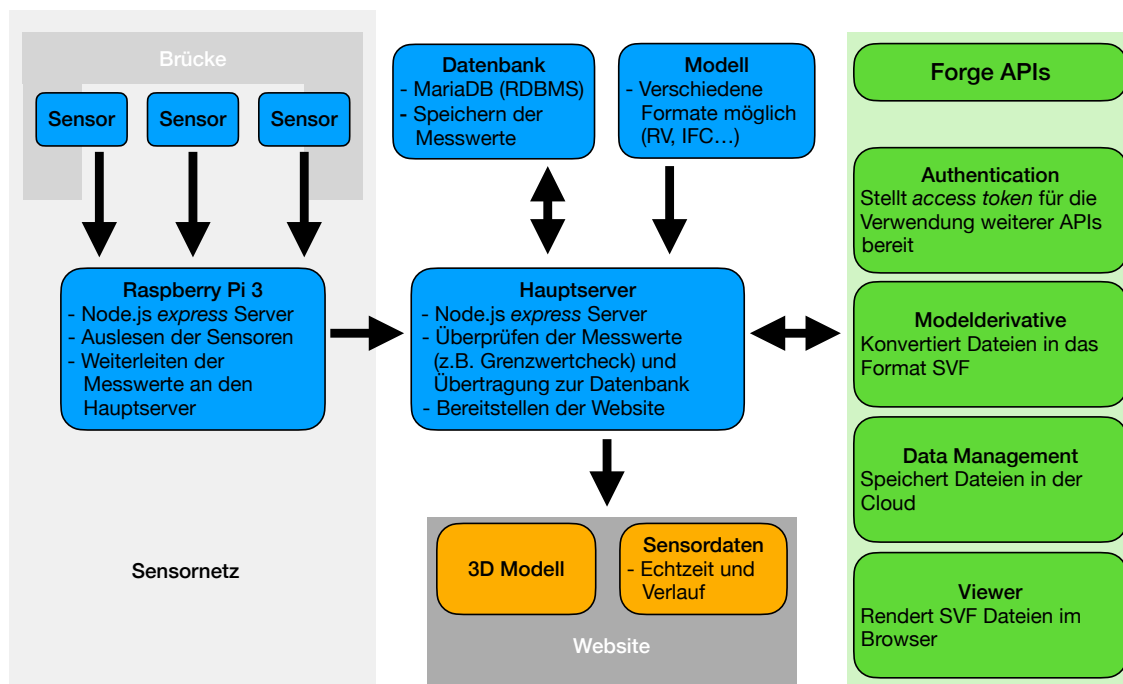 Brücke
Sensor
Sensor
Sensor
Raspberry Pi 3
- Node.js express Server
- Auslesen der Sensoren
- Weiterleiten der
Messwerte an den
Hauptserver
Sensornetz
Datenbank
- MariaDB (RDBMS)
- Speichern der
Messwerte
Modell
- Verschiedene
Formate möglich
(RV, IFC…)
Hauptserver
- Node.js express Server
- Überprüfen der Messwerte
(z.B. Grenzwertcheck) und
Übertragung zur Datenbank
- Bereitstellen der Website
3D Modell
Sensordaten
- Echtzeit und
Verlauf
Website
Forge APIs
Authentication
Stellt access token für die
Verwendung weiterer APIs
bereit
Modelderivative
Konvertiert Dateien in das
Format SVF
Data Management
Speichert Dateien in der
Cloud
Viewer
Rendert SVF Dateien im
Browser